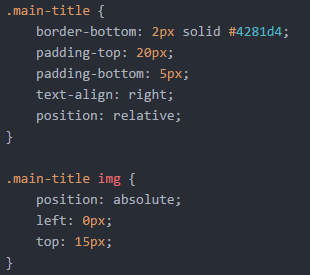 .main-title {
    border-bottom: 2px solid #4281d4;
    padding-top: 20px;
    padding-bottom: 5px;
    text-align: right;
    position: relative;
}

.main-title img {
    position: absolute;
    left: 0px;
    top: 15px;
}